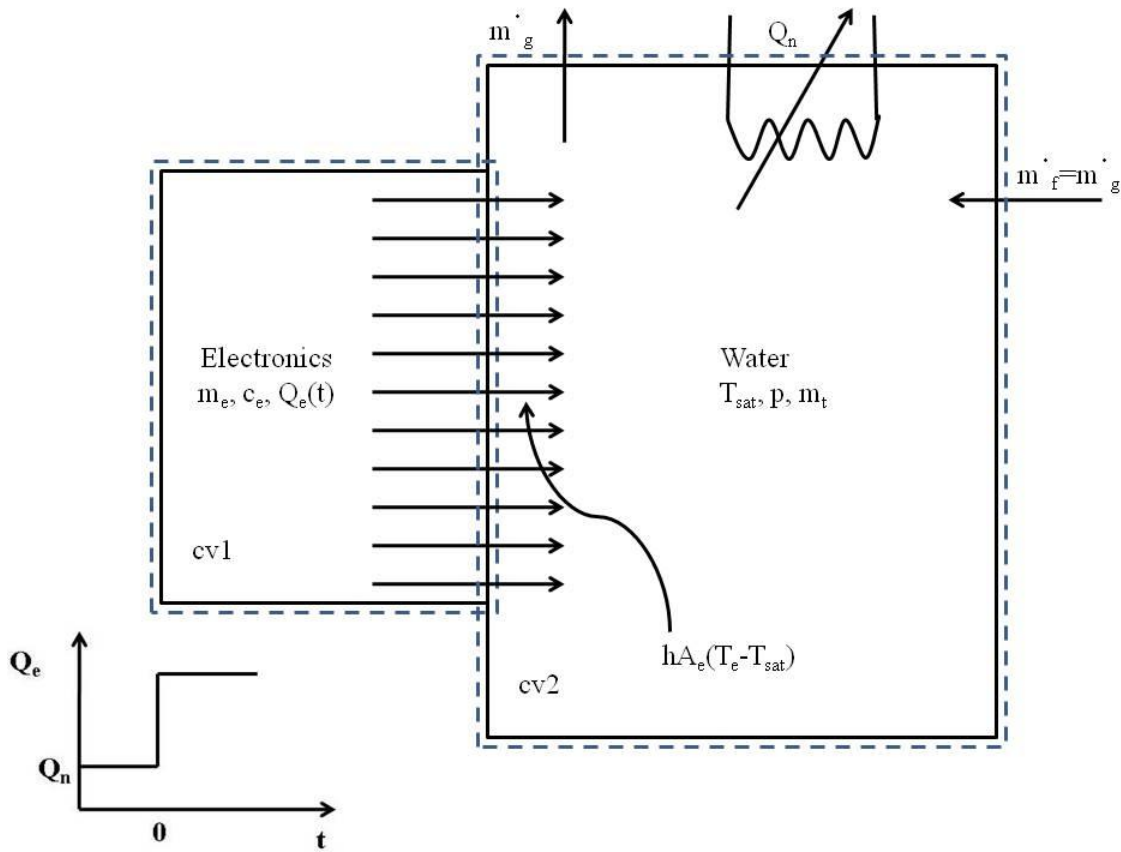 m˙g
Qn
m˙f=m˙g
Electronics
me, ce, Qe(t)
Water
Tsat, p, mt
cv1
hAe(Te-Tsat)
cv2
Qe
Qn
0
t